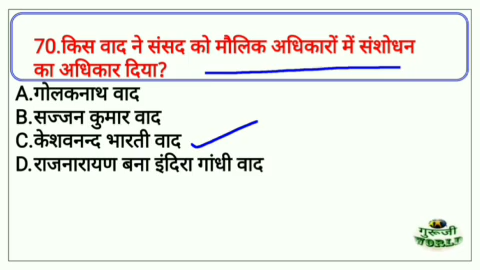 70.किस वाद ने संसद को मौलिक अधिकारों में संशोधन
का अधिकार दिया?
A.गोलकनाथ वाद
B.सज्जन कुमार वाद
C.केशवनन्द भारती वाद
D.राजनारायण बना इंदिरा गांधी वाद
गुरूजी
WORLD